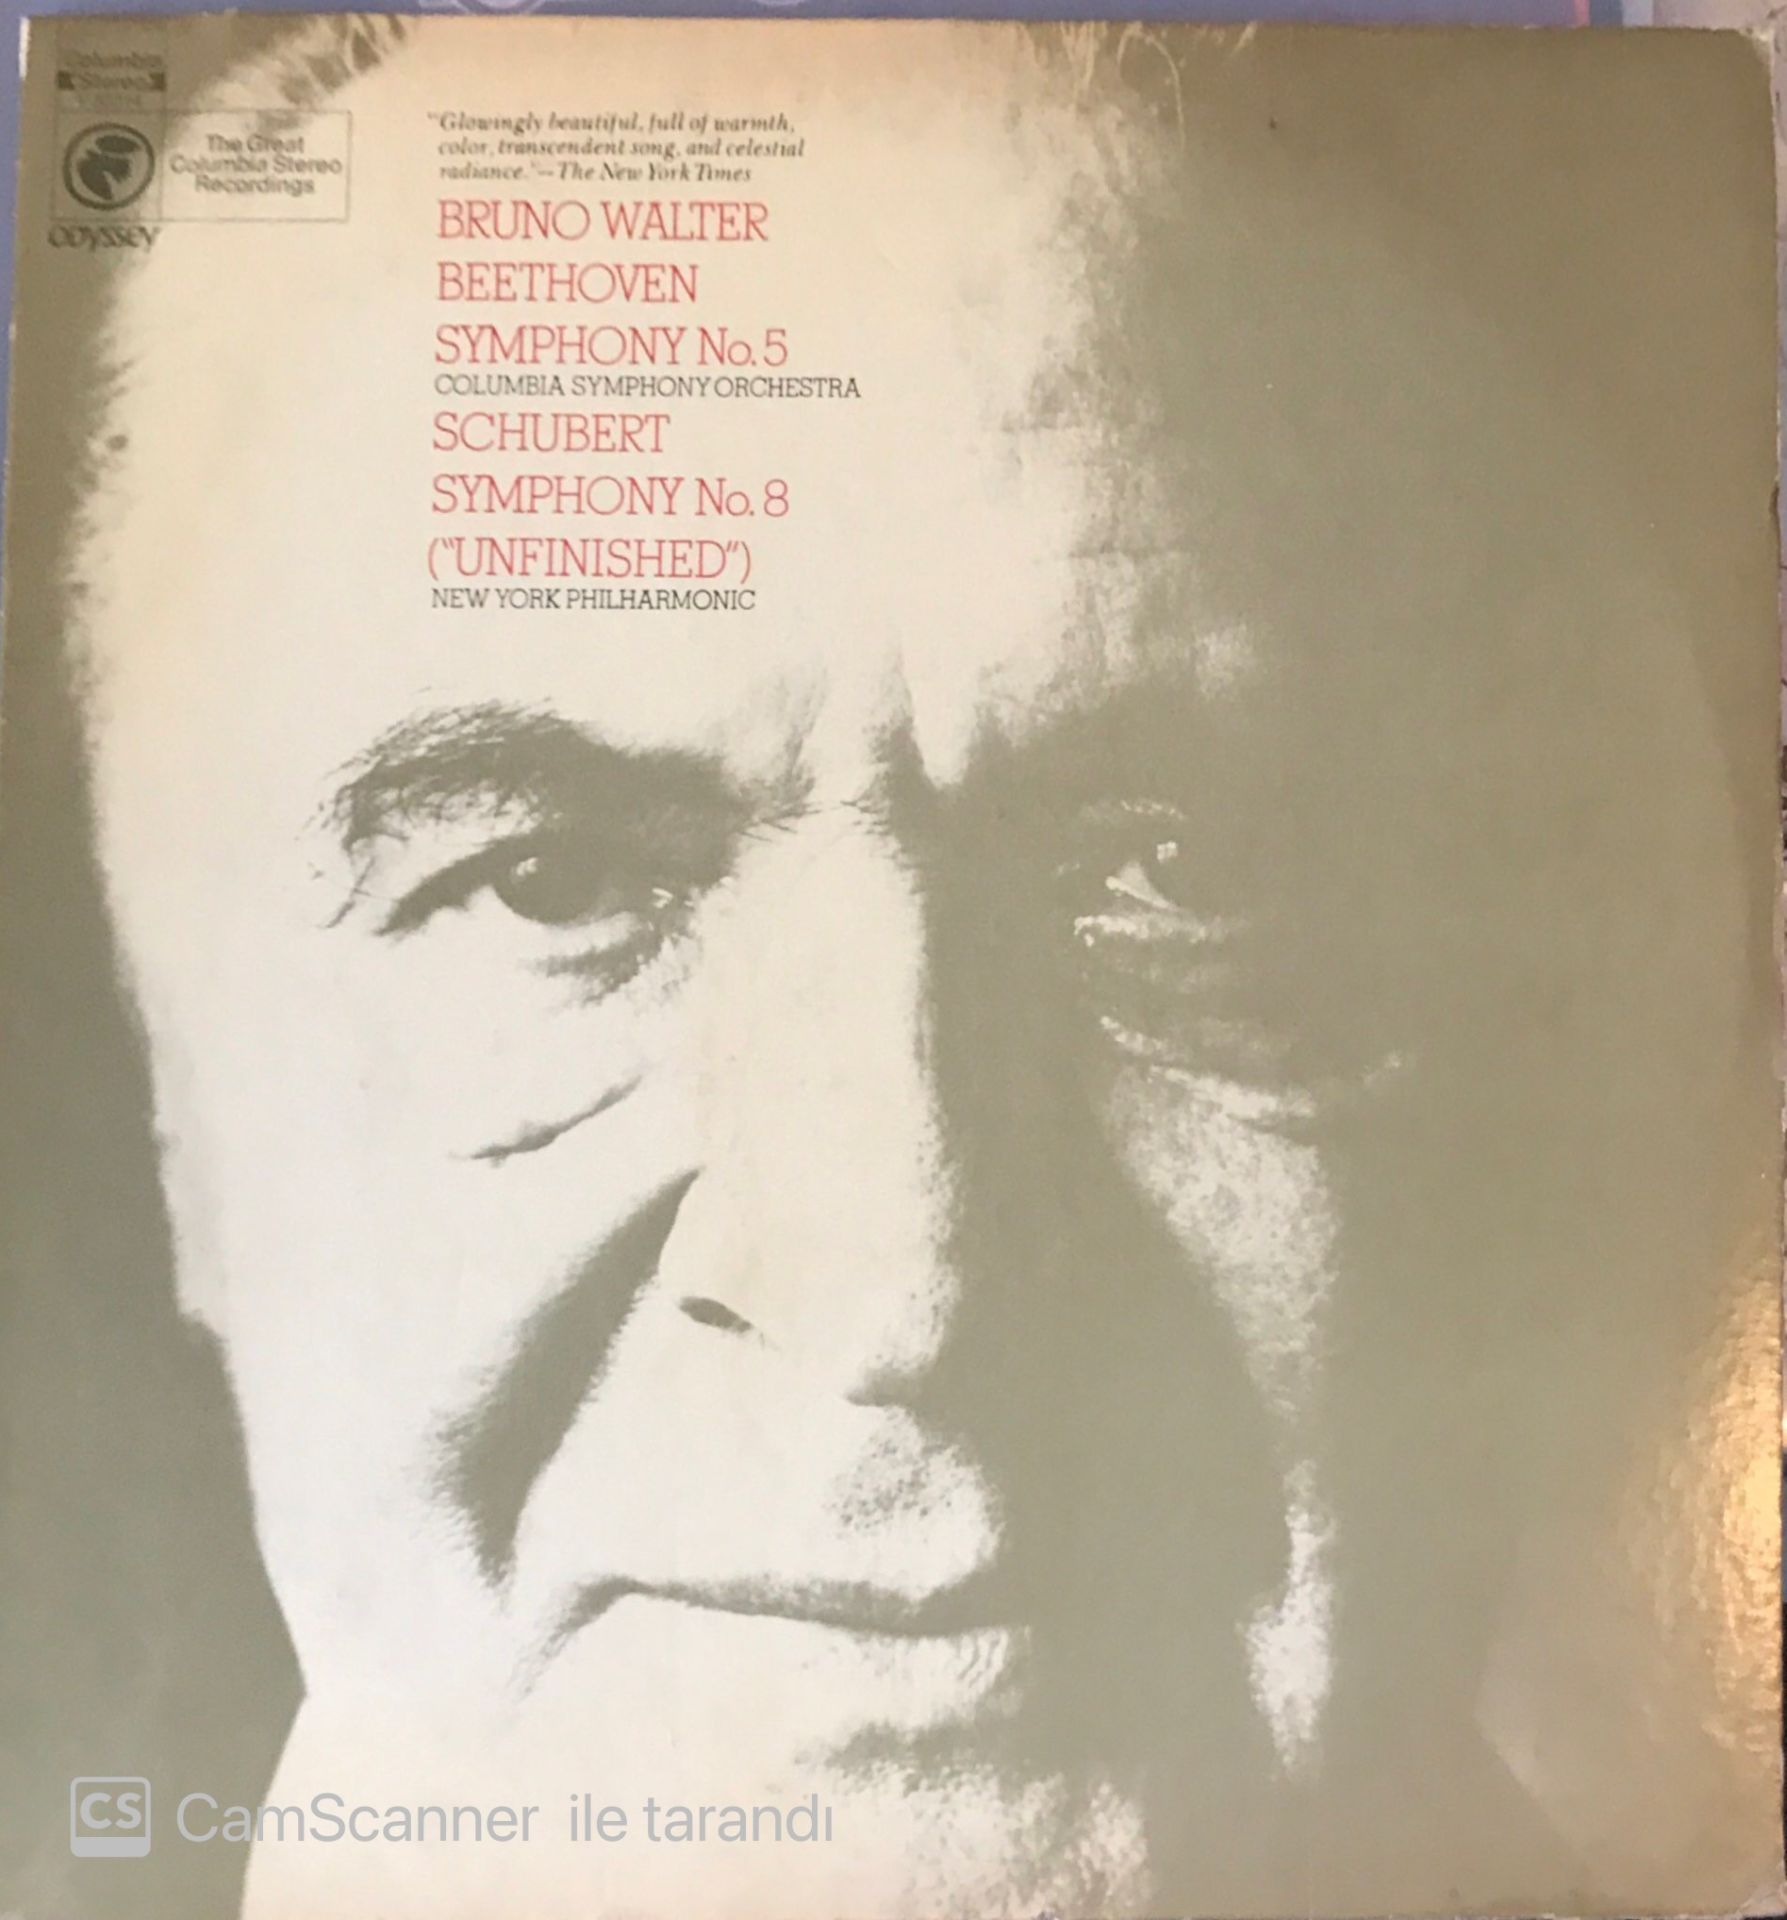 Columbia
Stereo
The Great
Columbia Stereo
Recordings
ODYSSEY
"Glowingly beautiful, full of warmth,
color, transcendent song, and celestial
radiance."—The New York Times
BRUNO WALTER
BEETHOVEN
SYMPHONY No. 5
COLUMBIA SYMPHONY ORCHESTRA
SCHUBERT
SYMPHONY No. 8
("UNFINISHED")
NEW YORK PHILHARMONIC
CS CamScanner ile tarandı